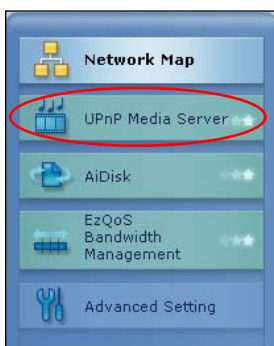 Network Map
UPnP Media Server
AiDisk
EzQoS
Bandwidth
Management
Advanced Setting